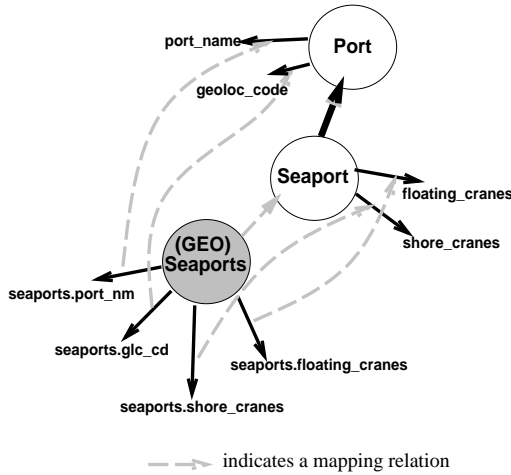 port_name
Port
geoloc_code
Seaport
floating_cranes
shore_cranes
(GEO)
Seaports
seaports.port_nm
seaports.glc_cd
seaports.floating_cranes
seaports.shore_cranes
indicates a mapping relation